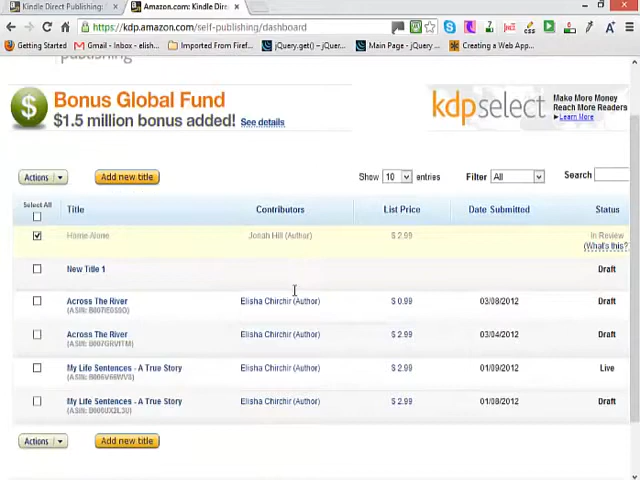 Kindle Direct Publishing:
Amazon.com: Kindle Dire
https://kdp.amazon.com/self-publishing/dashboard
Getting Started
Gmail - Inbox - elish...
Imported From Firef...
jQuery.get() – jQuery...
Main Page - jQuery ...
Creating a Web App...
publishing
Bonus Global Fund
$1.5 million bonus added! See details
kdpselect
Make More Money
Reach More Readers
Learn More
Actions
Add new title
Show 10 entries
Filter All
Search
Select All
Title Contributors List Price Date Submitted Status
Home Alone Jonah Hill (Author) $ 2.99 In Review
(What's this?
New Title 1 Draft
Across The River Elisha Chirchir (Author) $ 0.99 03/08/2012 Draft
Across The River Elisha Chirchir (Author) $ 2.99 03/04/2012 Draft
My Life Sentences - A True Story Elisha Chirchir (Author) $ 2.99 01/09/2012 Live
My Life Sentences - A True Story Elisha Chirchir (Author) $ 2.99 01/08/2012 Draft
Actions
Add new title